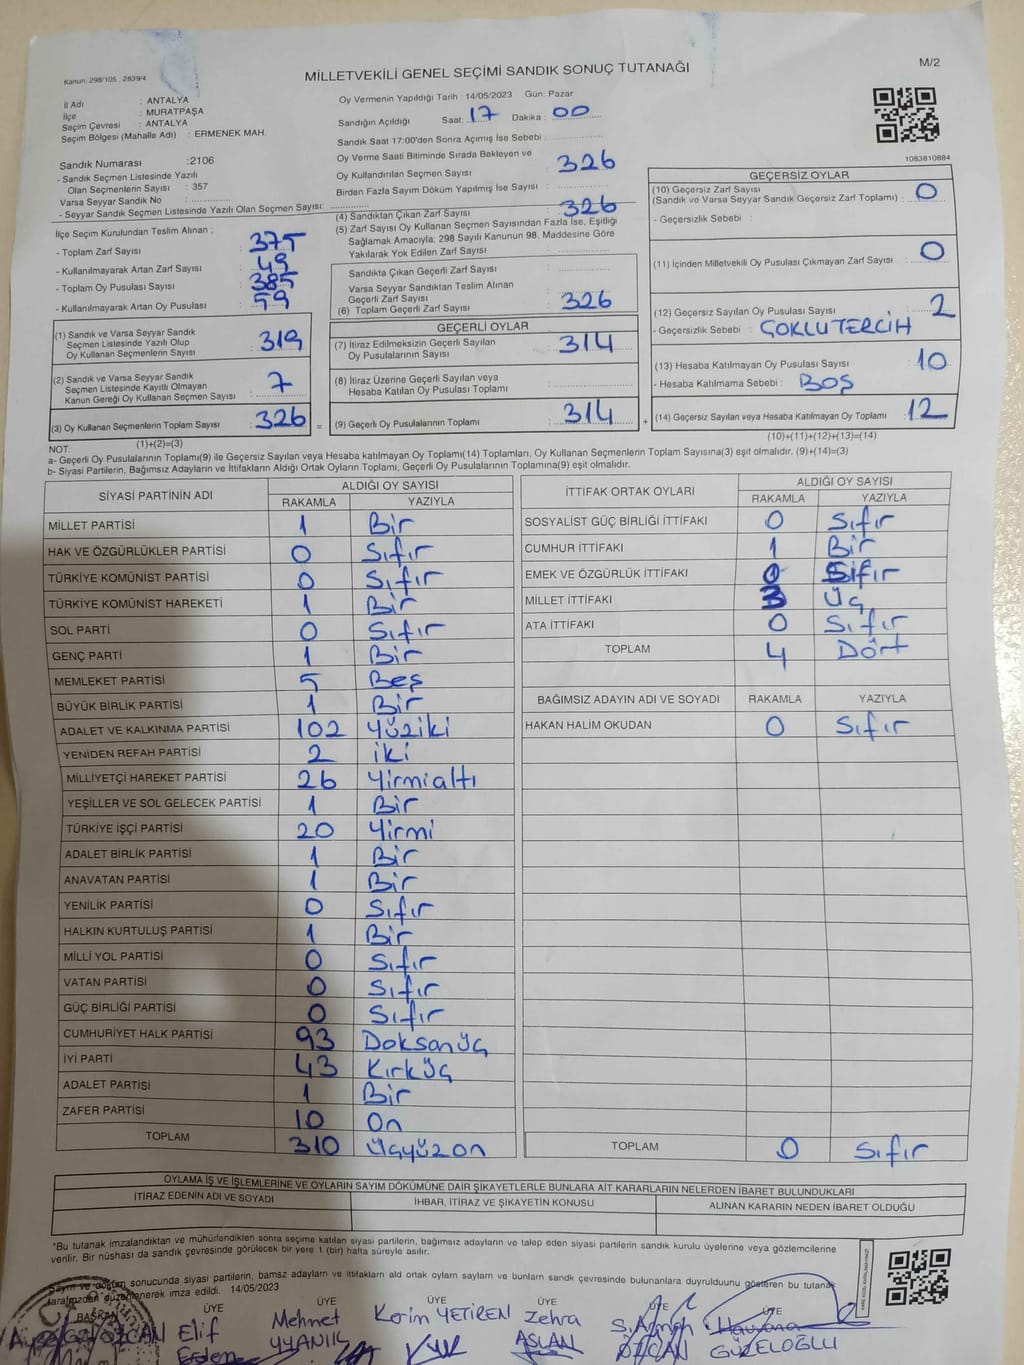 Kanun: 298/105 , 2839/4
MİLLETVEKİLİ GENEL SEÇİMİ SANDIK SONUÇ TUTANAĞI
M/2
İl Adı : ANTALYA
İlçe : MURATPAŞA
Seçim Çevresi : ANTALYA
Seçim Bölgesi (Mahalle Adı) : ERMENEK MAH.
Sandık Numarası :2106
- Sandık Seçmen Listesinde Yazılı
Olan Seçmenlerin Sayısı : 357
Varsa Seyyar Sandık No :
- Seyyar Sandık Seçmen Listesinde Yazılı Olan Seçmen Sayısı:
Oy Vermenin Yapıldığı Tarih : 14/05/2023 Gün: Pazar
Sandığın Açıldığı Saat: 17 Dakika : 00
Sandık Saat 17:00'den Sonra Açımış İse Sebebi :
Oy Verme Saati Bitiminde Sırada Bekleyen ve
Oy Kullandırılan Seçmen Sayısı : 326
Birden Fazla Sayım Döküm Yapılmış İse Sayısı :
1083810884
İlçe Seçim Kurulundan Teslim Alınan ;
- Toplam Zarf Sayısı : 375
- Kullanılmayarak Artan Zarf Sayısı : 49
- Toplam Oy Pusulası Sayısı : 385
- Kullanılmayarak Artan Oy Pusulası : 59
(1) Sandık ve Varsa Seyyar Sandık
Seçmen Listesinde Yazılı Olup
Oy Kullanan Seçmenlerin Sayısı : 319
(2) Sandık ve Varsa Seyyar Sandık
Seçmen Listesinde Kayıtlı Olmayan
Kanun Gereği Oy Kullanan Seçmen Sayısı : 7
(3) Oy Kullanan Seçmenlerin Toplam Sayısı : 326
(1)+(2)=(3)
(4) Sandıktan Çıkan Zarf Sayısı : 326
(5) Zarf Sayısı Oy Kullanan Seçmen Sayısından Fazla İse, Eşitliği
Sağlamak Amacıyla; 298 Sayılı Kanunun 98. Maddesine Göre
Yakılarak Yok Edilen Zarf Sayısı :
Sandıkta Çıkan Geçerli Zarf Sayısı :
Varsa Seyyar Sandıktan Teslim Alınan
Geçerli Zarf Sayısı :
(6) Toplam Geçerli Zarf Sayısı : 326
GEÇERLİ OYLAR
(7) İtiraz Edilmeksizin Geçerli Sayılan
Oy Pusulalarının Sayısı : 314
(8) İtiraz Üzerine Geçerli Sayılan veya
Hesaba Katılan Oy Pusulası Toplamı :
(9) Geçerli Oy Pusulalarının Toplamı : 314
GEÇERSİZ OYLAR
(10) Geçersiz Zarf Sayısı
(Sandık ve Varsa Seyyar Sandık Geçersiz Zarf Toplamı) : 0
- Geçersizlik Sebebi :
(11) İçinden Milletvekili Oy Pusulası Çıkmayan Zarf Sayısı : 0
(12) Geçersiz Sayılan Oy Pusulası Sayısı : 2
- Geçersizlik Sebebi : ÇOKLU TERCİH
(13) Hesaba Katılmayan Oy Pusulası Sayısı : 10
- Hesaba Katılmama Sebebi : BOŞ
(14) Geçersiz Sayılan veya Hesaba Katılmayan Oy Toplamı : 12
(10)+(11)+(12)+(13)=(14)
NOT:
a- Geçerli Oy Pusulalarının Toplamı(9) ile Geçersiz Sayılan veya Hesaba katılmayan Oy Toplamı(14) Toplamları, Oy Kullanan Seçmenlerin Toplam Sayısına(3) eşit olmalıdır. (9)+(14)=(3)
b- Siyasi Partilerin, Bağımsız Adayların ve İttifakların Aldığı Ortak Oyların Toplamı, Geçerli Oy Pusulalarının Toplamına(9) eşit olmalıdır.
SİYASİ PARTİNİN ADI ALDIĞI OY SAYISI
RAKAMLA YAZIYLA
MİLLET PARTİSİ 1 Bir
HAK VE ÖZGÜRLÜKLER PARTİSİ 0 Sıfır
TÜRKİYE KOMÜNİST PARTİSİ 0 Sıfır
TÜRKİYE KOMÜNİST HAREKETİ 1 Bir
SOL PARTİ 0 Sıfır
GENÇ PARTİ 1 Bir
MEMLEKET PARTİSİ 5 Beş
BÜYÜK BİRLİK PARTİSİ 1 Bir
ADALET VE KALKINMA PARTİSİ 102 Yüziki
YENİDEN REFAH PARTİSİ 2 iki
MİLLİYETÇİ HAREKET PARTİSİ 26 Yirmialtı
YEŞİLLER VE SOL GELECEK PARTİSİ 1 Bir
TÜRKİYE İŞÇİ PARTİSİ 20 Yirmi
ADALET BİRLİK PARTİSİ 1 Bir
ANAVATAN PARTİSİ 1 Bir
YENİLİK PARTİSİ 0 Sıfır
HALKIN KURTULUŞ PARTİSİ 1 Bir
MİLLİ YOL PARTİSİ 0 Sıfır
VATAN PARTİSİ 0 Sıfır
GÜÇ BİRLİĞİ PARTİSİ 0 Sıfır
CUMHURİYET HALK PARTİSİ 93 Doksanüç
İYİ PARTİ 43 Kırküç
ADALET PARTİSİ 1 Bir
ZAFER PARTİSİ 10 On
TOPLAM 310 Üçyüzon
İTTİFAK ORTAK OYLARI ALDIĞI OY SAYISI
RAKAMLA YAZIYLA
SOSYALİST GÜÇ BİRLİĞİ İTTİFAKI 0 Sıfır
CUMHUR İTTİFAKI 1 Bir
EMEK VE ÖZGÜRLÜK İTTİFAKI 0 Sıfır
MİLLET İTTİFAKI 3 Üç
ATA İTTİFAKI 0 Sıfır
TOPLAM 4 Dört
BAĞIMSIZ ADAYIN ADI VE SOYADI RAKAMLA YAZIYLA
HAKAN HALİM OKUDAN 0 Sıfır
TOPLAM 0 Sıfır
OYLAMA İŞ VE İŞLEMLERİNE VE OYLARIN SAYIM DÖKÜMÜNE DAİR ŞİKAYETLERLE BUNLARA AİT KARARLARIN NELERDEN İBARET BULUNDUKLARI
İTİRAZ EDENİN ADI VE SOYADI İHBAR, İTİRAZ VE ŞİKAYETİN KONUSU ALINAN KARARIN NEDEN İBARET OLDUĞU
*Bu tutanak imzalandıktan ve mühürlendikten sonra seçime katılan siyasi partilerin, bağımsız adayların ve talep eden siyasi partilerin sandık kurulu üyelerine veya gözlemcilerine
verilir. Bir nüshası da sandık çevresinde görülecek bir yere 1 (bir) hafta süreyle asılır.
Sayım ve döküm sonucunda siyasi partilerin, bamsz adaylarn ve ittifaklarn ald ortak oylarn saylarn ve bunlarn sandk çevresinde bulunanlara duyrulduunu gösteren bu tutanak
tarafmzdan düzenlenerek imza edildi. 14/05/2023
BAŞKAN ÜYE ÜYE ÜYE ÜYE ÜYE ÜYE
ÖZCAN Elif Mehmet UYANIK Kerim YETİREN Zehra ASLAN ÖZCAN GÜZELOĞLU